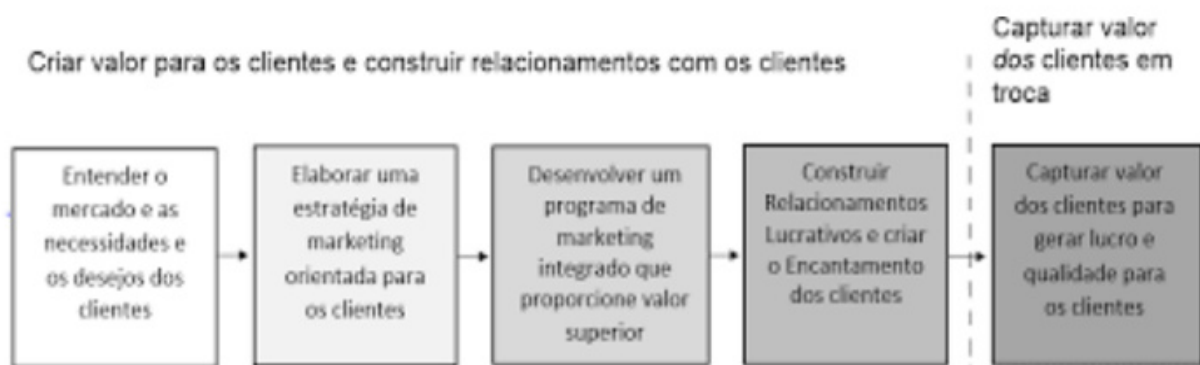 Criar valor para os clientes e construir relacionamentos com os clientes
Capturar valor
dos clientes em
troca
Entender o
mercado e as
necessidades e
os desejos dos
clientes
Elaborar uma
estratégia de
marketing
orientada para
os clientes
Desenvolver um
programa de
marketing
integrado que
proporcione valor
superior
Construir
Relacionamentos
Lucrativos e criar
o Encantamento
dos clientes
Capturar valor
dos clientes para
gerar lucro e
qualidade para
os clientes